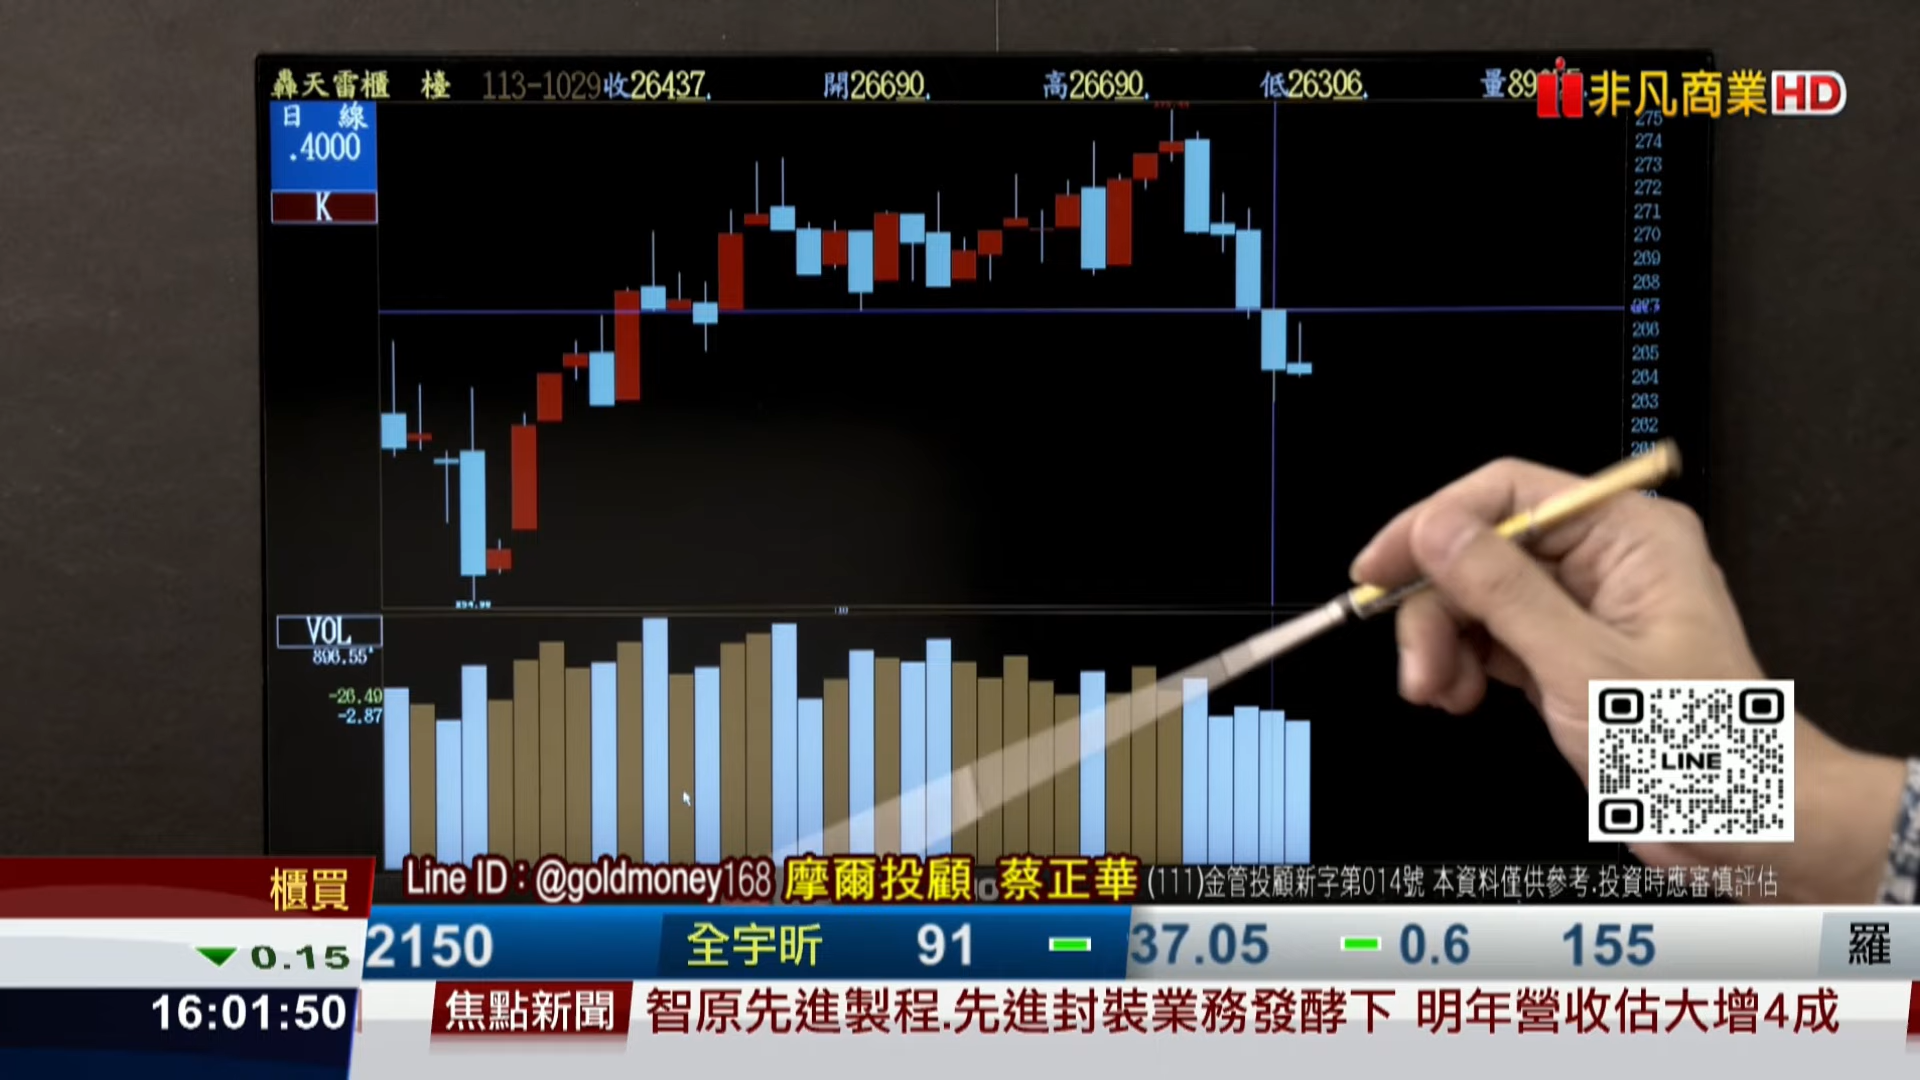 轟天雷櫃 檯 113-1029收26437. 開26690. 高26690. 低26306. 量89
非凡商業HD
日 線
.4000
K
275
274
273
272
271
270
269
268
267
266
265
264
263
262
261
VOL
896.55
-26.49
-2.87
LINE
櫃買
Line ID : @goldmoney168 摩爾投顧 蔡正華 (111)金管投顧新字第014號 本資料僅供參考.投資時應審慎評估
0.15
2150 全宇昕 91 37.05 0.6 155 羅
16:01:50
焦點新聞 智原先進製程.先進封裝業務發酵下 明年營收估大增4成